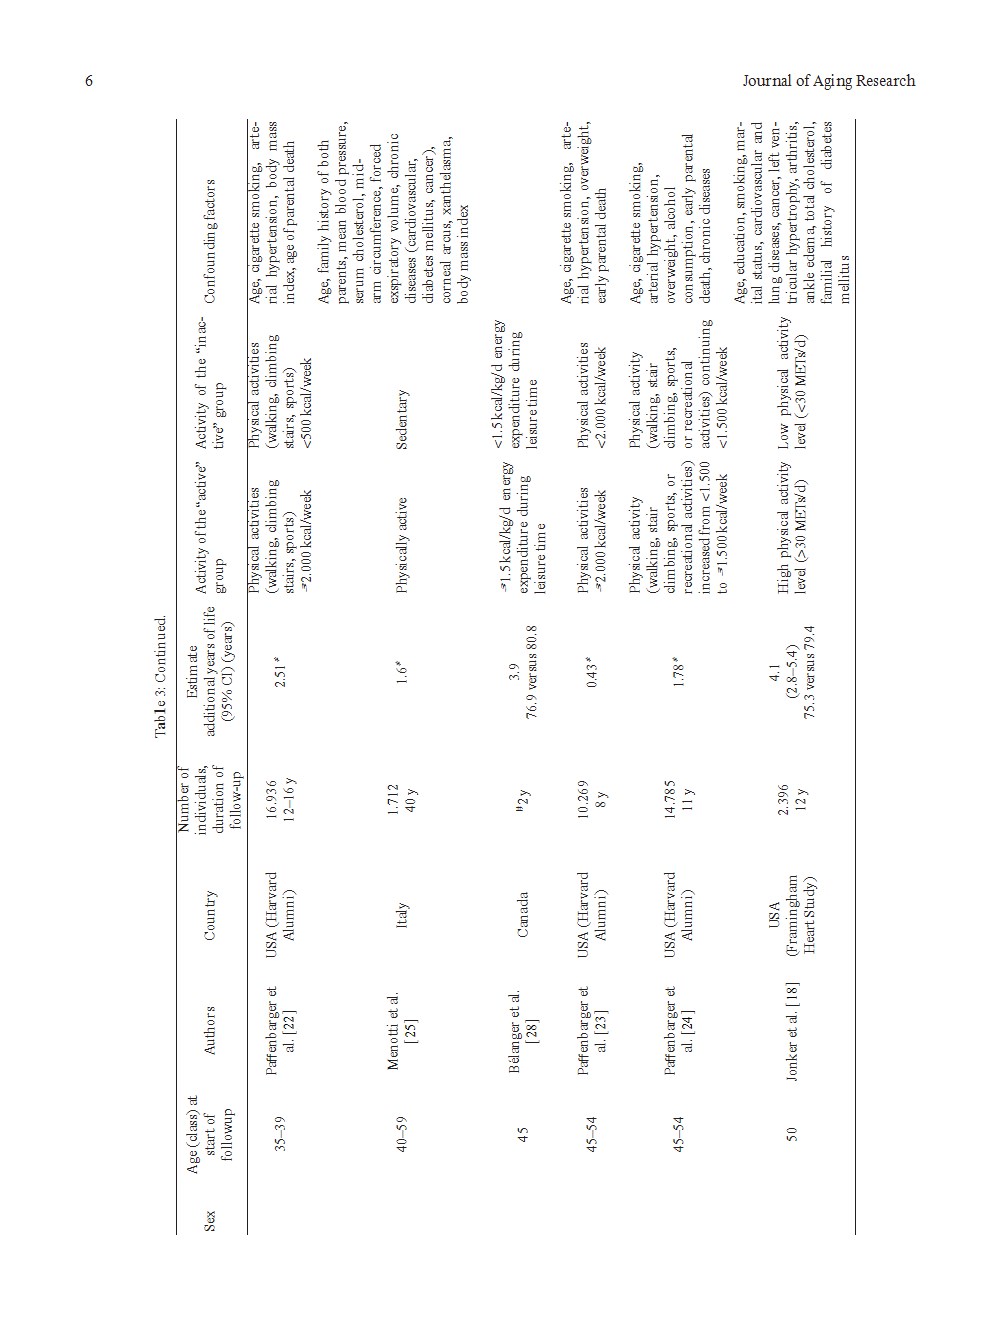 6
Journal of Aging Research
Table 3: Continued.
Sex
Age (class) at
start of
followup
Authors
Country
Number of
individuals,
duration of
follow-up
Estimate
additional years of life
(95% CI) (years)
Activity of the “active”
group
Activity of the “inac-
tive” group
Confounding factors
35–39
Paffenbarger et
al. [22]
USA (Harvard
Alumni)
16.936
12–16 y
2.51*
Physical activities
(walking, climbing
stairs, sports)
≥2.000 kcal/week
Physical activities
(walking, climbing
stairs, sports)
<500 kcal/week
Age, cigarette smoking, arte-
rial hypertension, body mass
index, age of parental death
40–59
Menotti et al.
[25]
Italy
1.712
40 y
1.6*
Physically active
Sedentary
Age, family history of both
parents, mean blood pressure,
serum cholesterol, mid-
arm circumference, forced
exspiratory volume, chronic
diseases (cardiovascular,
diabetes mellitus, cancer),
corneal arcus, xanthelasma,
body mass index
45
Bélanger et al.
[28]
Canada
#2 y
3.9
76.9 versus 80.8
≥1.5 kcal/kg/d energy
expenditure during
leisure time
<1.5 kcal/kg/d energy
expenditure during
leisure time
45–54
Paffenbarger et
al. [23]
USA (Harvard
Alumni)
10.269
8 y
0.43*
Physical activities
≥2.000 kcal/week
Physical activities
<2.000 kcal/week
Age, cigarette smoking, arte-
rial hypertension, overweight,
early parental death
45–54
Paffenbarger et
al. [24]
USA (Harvard
Alumni)
14.785
11 y
1.78*
Physical activity
(walking, stair
climbing, sports, or
recreational activities)
increased from <1.500
to ≥1.500 kcal/week
Physical activity
(walking, stair
climbing, sports,
or recreational
activities) continuing
<1.500 kcal/week
Age, cigarette smoking,
arterial hypertension,
overweight, alcohol
consumption, early parental
death, chronic diseases
50
Jonker et al. [18]
USA
(Framingham
Heart Study)
2.396
12 y
4.1
(2.8–5.4)
75.3 versus 79.4
High physical activity
level (>30 METs/d)
Low physical activity
level (<30 METs/d)
Age, education, smoking, mar-
ital status, cardiovascular and
lung diseases, cancer, left ven-
tricular hypertrophy, arthritis,
ankle edema, total cholesterol,
familial history of diabetes
mellitus